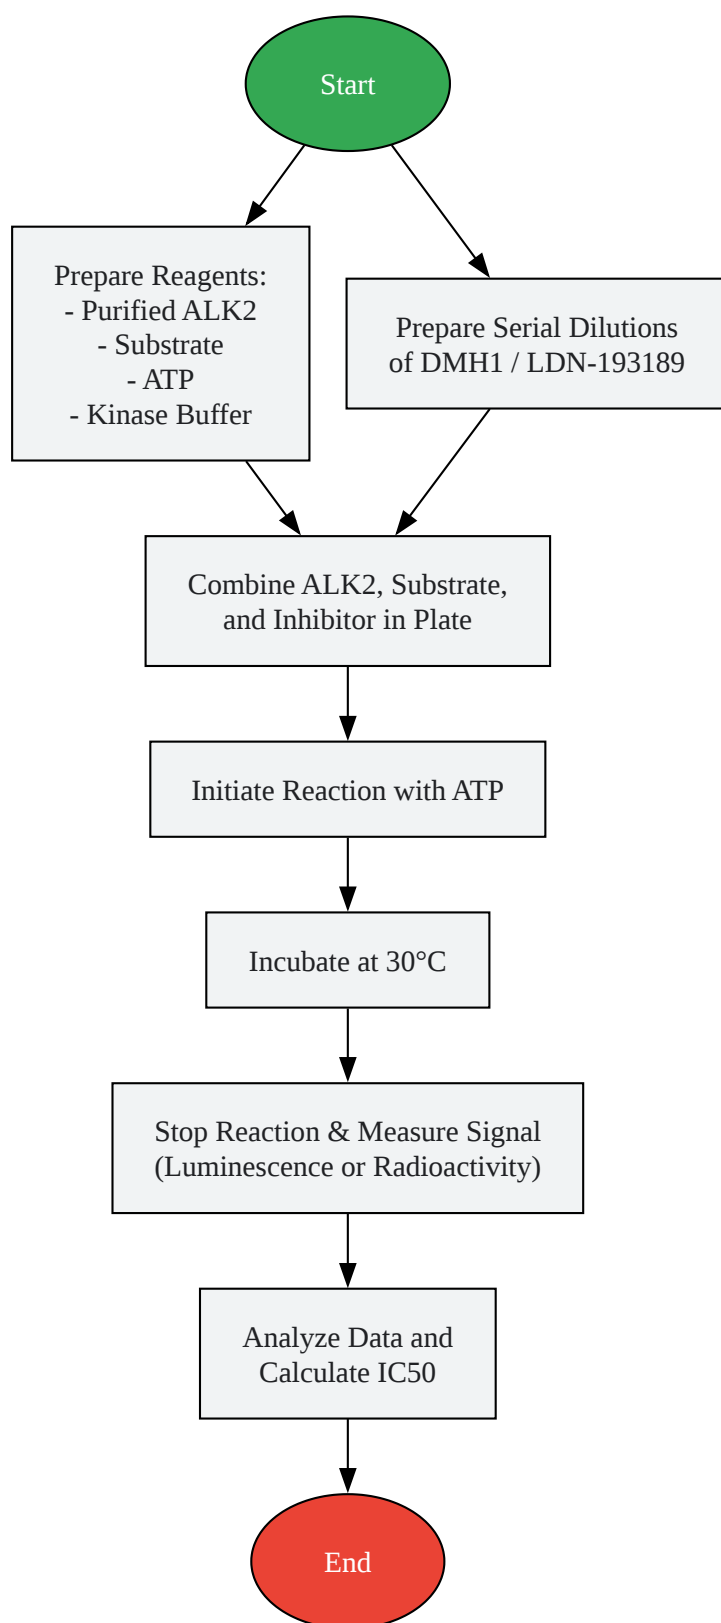 Start
Prepare Reagents:
- Purified ALK2
- Substrate
- ATP
- Kinase Buffer
Prepare Serial Dilutions
of DMH1 / LDN-193189
Combine ALK2, Substrate,
and Inhibitor in Plate
Initiate Reaction with ATP
Incubate at 30°C
Stop Reaction & Measure Signal
(Luminescence or Radioactivity)
Analyze Data and
Calculate IC50
End